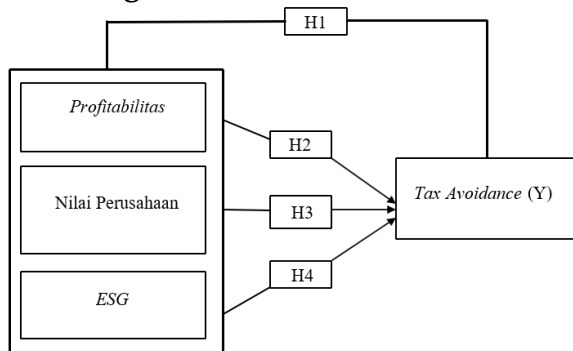 H1
Profitabilitas
H2
Nilai Perusahaan
H3
Tax Avoidance (Y)
ESG
H4